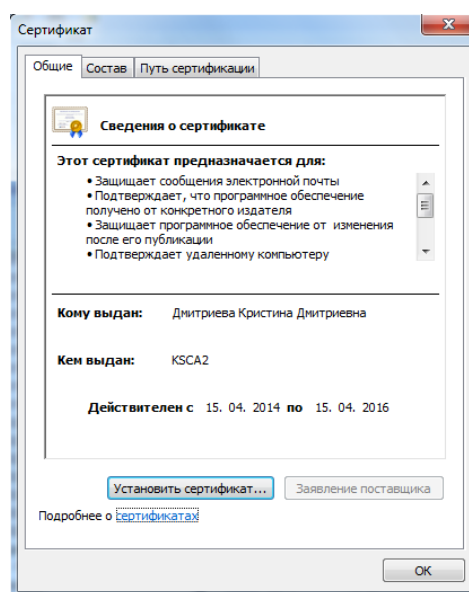 Сертификат
Общие Состав Путь сертификации
Сведения о сертификате
Этот сертификат предназначается для:
• Защищает сообщения электронной почты
• Подтверждает, что программное обеспечение
получено от конкретного издателя
• Защищает программное обеспечение от изменения
после его публикации
• Подтверждает удаленному компьютеру
Кому выдан: Дмитриева Кристина Дмитриевна
Кем выдан: KSCA2
Действителен с 15. 04. 2014 по 15. 04. 2016
Установить сертификат... Заявление поставщика
Подробнее о сертификатах
ОК